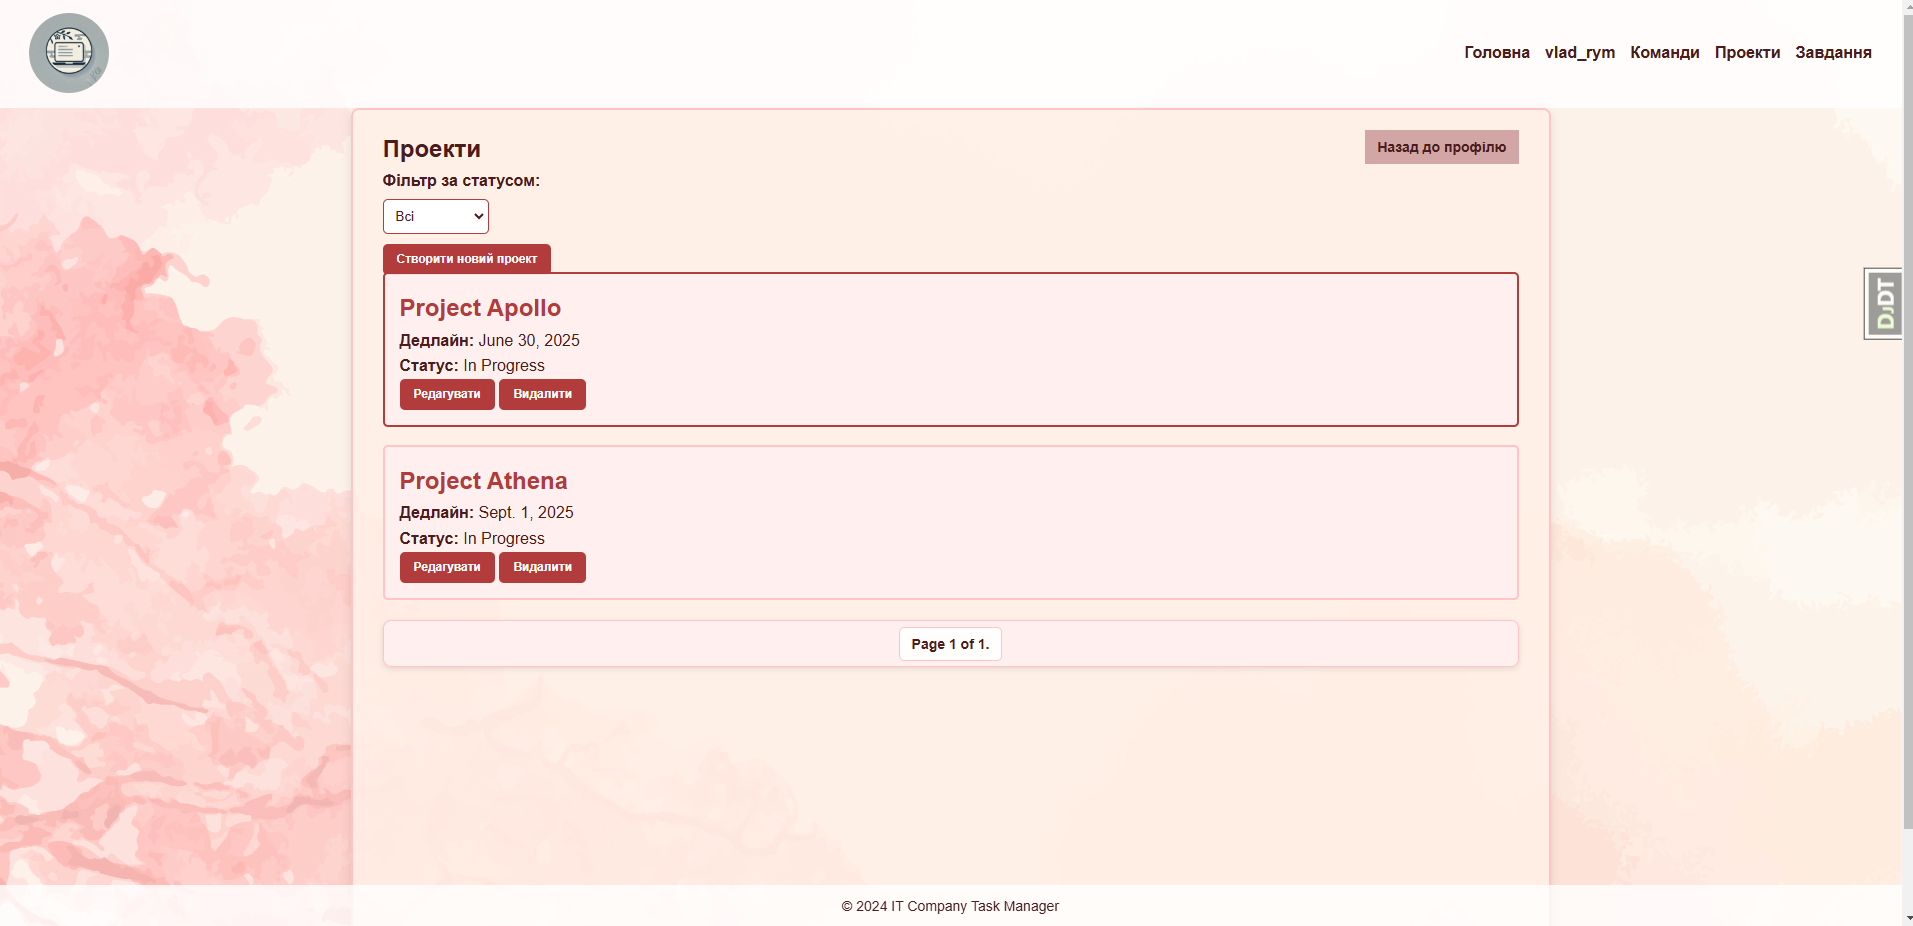 Головна vlad_rym Команди Проекти Завдання
Проекти
Назад до профілю
Фільтр за статусом:
Всі
Створити новий проект
Project Apollo
Дедлайн: June 30, 2025
Статус: In Progress
Редагувати Видалити
Project Athena
Дедлайн: Sept. 1, 2025
Статус: In Progress
Редагувати Видалити
Page 1 of 1.
DJDT
© 2024 IT Company Task Manager